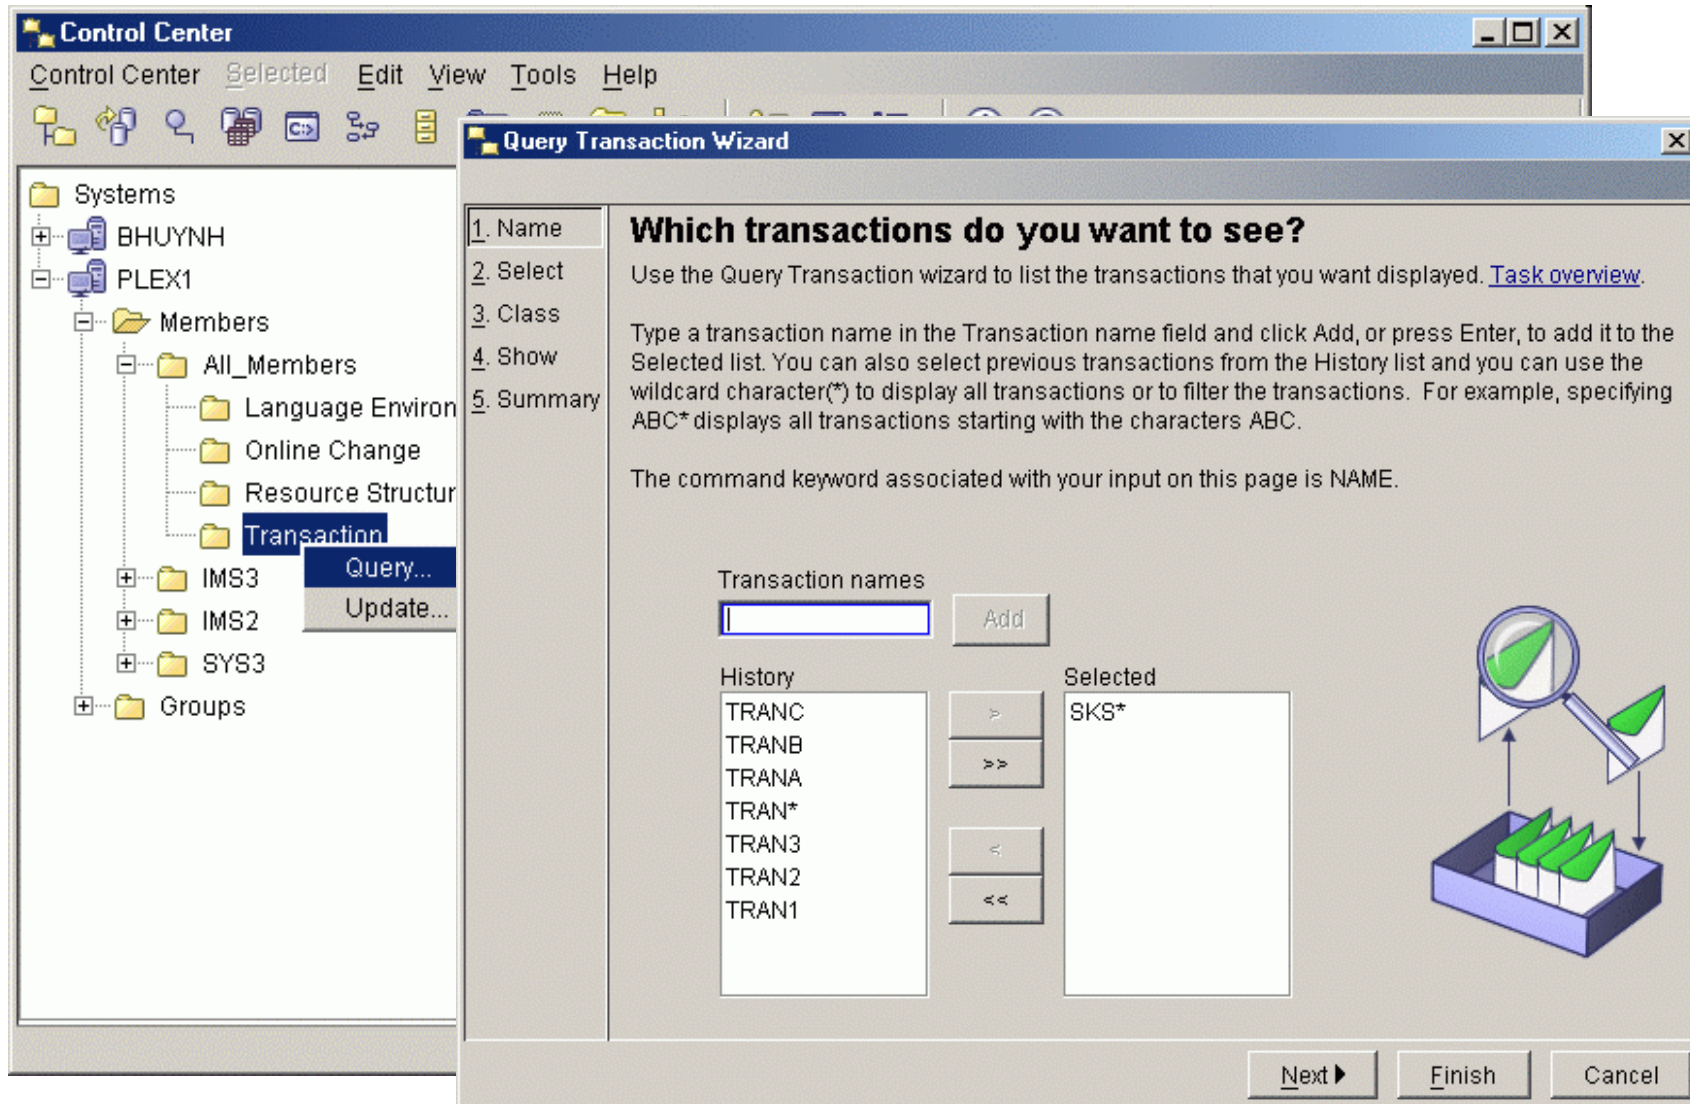 Control Center
Control Center Selected Edit View Tools Help
C:>
Systems
BHUYNH
PLEX1
Members
All_Members
Language Environ
Online Change
Resource Structur
Transaction
Query...
Update...
IMS3
IMS2
SYS3
Groups
Query Transaction Wizard
1. Name
2. Select
3. Class
4. Show
5. Summary
Which transactions do you want to see?
Use the Query Transaction wizard to list the transactions that you want displayed. Task overview.
Type a transaction name in the Transaction name field and click Add, or press Enter, to add it to the
Selected list. You can also select previous transactions from the History list and you can use the
wildcard character(*) to display all transactions or to filter the transactions. For example, specifying
ABC* displays all transactions starting with the characters ABC.
The command keyword associated with your input on this page is NAME.
Transaction names
Add
History
TRANC
TRANB
TRANA
TRAN*
TRAN3
TRAN2
TRAN1
>
>>
<
<<
Selected
SKS*
Next
Finish
Cancel